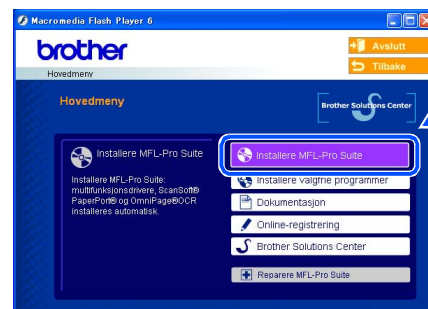 Macromedia Flash Player 6
brother
Avslutt
Tilbake
Hovedmeny
Hovedmeny
Brother Solutions Center
Installere MFL-Pro Suite
Installere MFL-Pro Suite:
multifunksjonsdrivere, ScanSoft®
PaperPort® og OmniPage®OCR
installeres automatisk.
Installere MFL-Pro Suite
Installere valgfrie programmer
Dokumentasjon
Online-registrering
Brother Solutions Center
Reparere MFL-Pro Suite